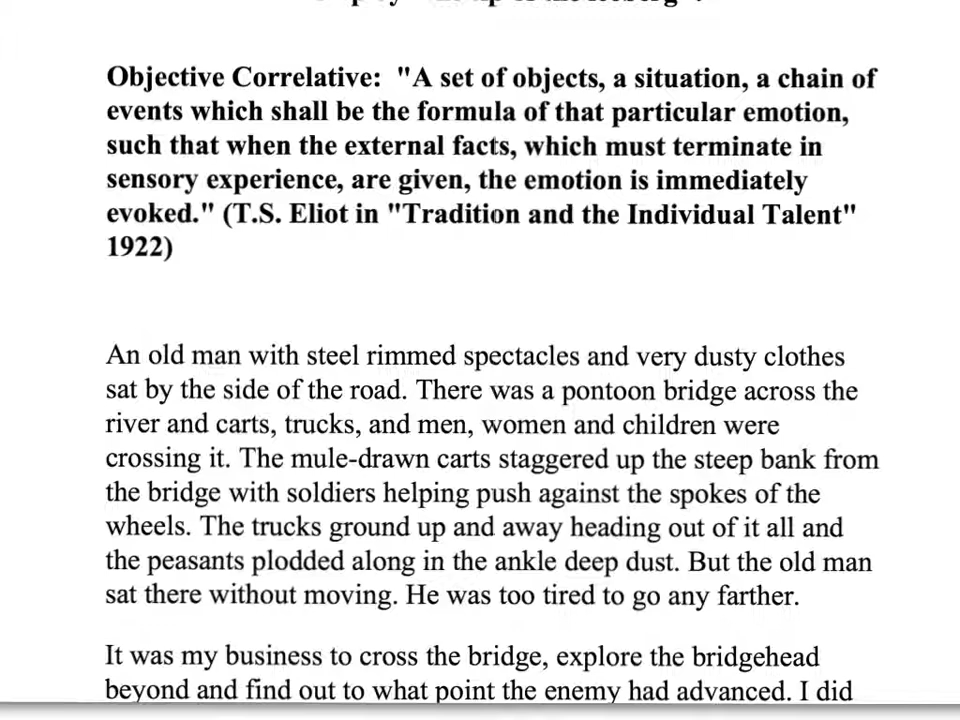 Objective Correlative: "A set of objects, a situation, a chain of
events which shall be the formula of that particular emotion,
such that when the external facts, which must terminate in
sensory experience, are given, the emotion is immediately
evoked." (T.S. Eliot in "Tradition and the Individual Talent"
1922)
An old man with steel rimmed spectacles and very dusty clothes
sat by the side of the road. There was a pontoon bridge across the
river and carts, trucks, and men, women and children were
crossing it. The mule-drawn carts staggered up the steep bank from
the bridge with soldiers helping push against the spokes of the
wheels. The trucks ground up and away heading out of it all and
the peasants plodded along in the ankle deep dust. But the old man
sat there without moving. He was too tired to go any farther.
It was my business to cross the bridge, explore the bridgehead
beyond and find out to what point the enemy had advanced. I did